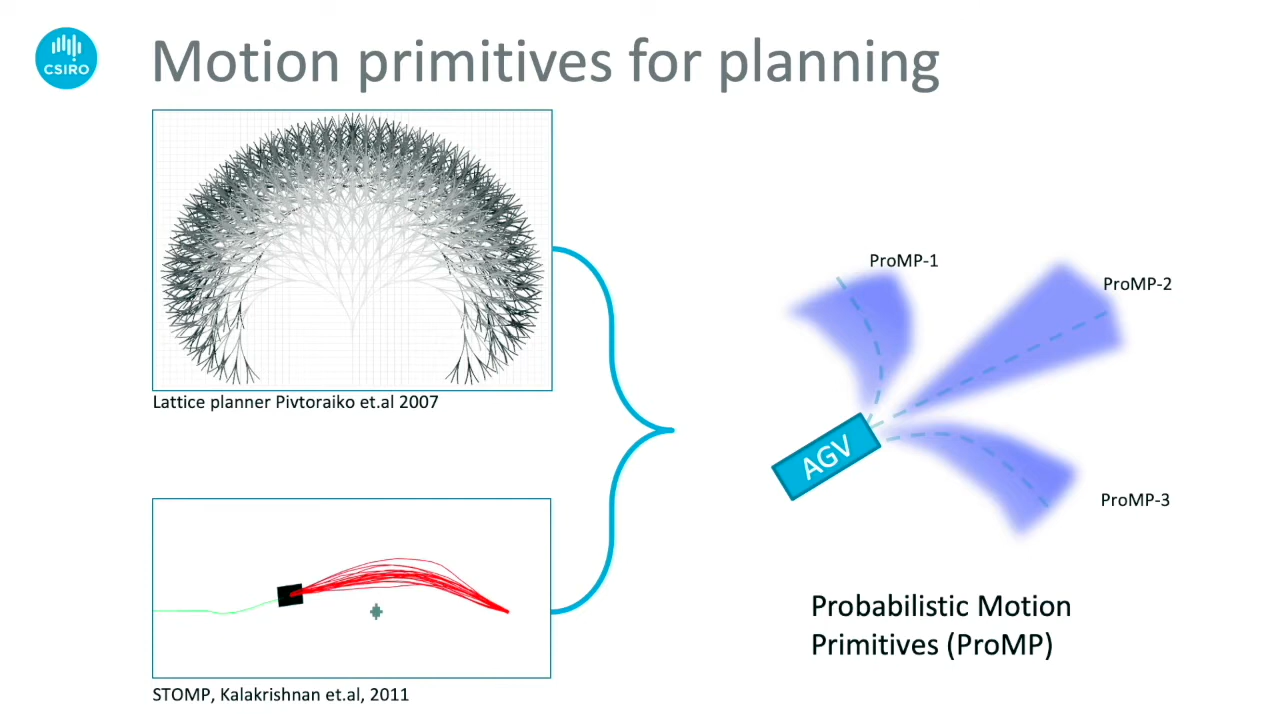 CSIRO
Motion primitives for planning
Lattice planner Pivtoraiko et.al 2007
STOMP, Kalakrishnan et.al, 2011
ProMP-1
ProMP-2
AGV
ProMP-3
Probabilistic Motion
Primitives (ProMP)